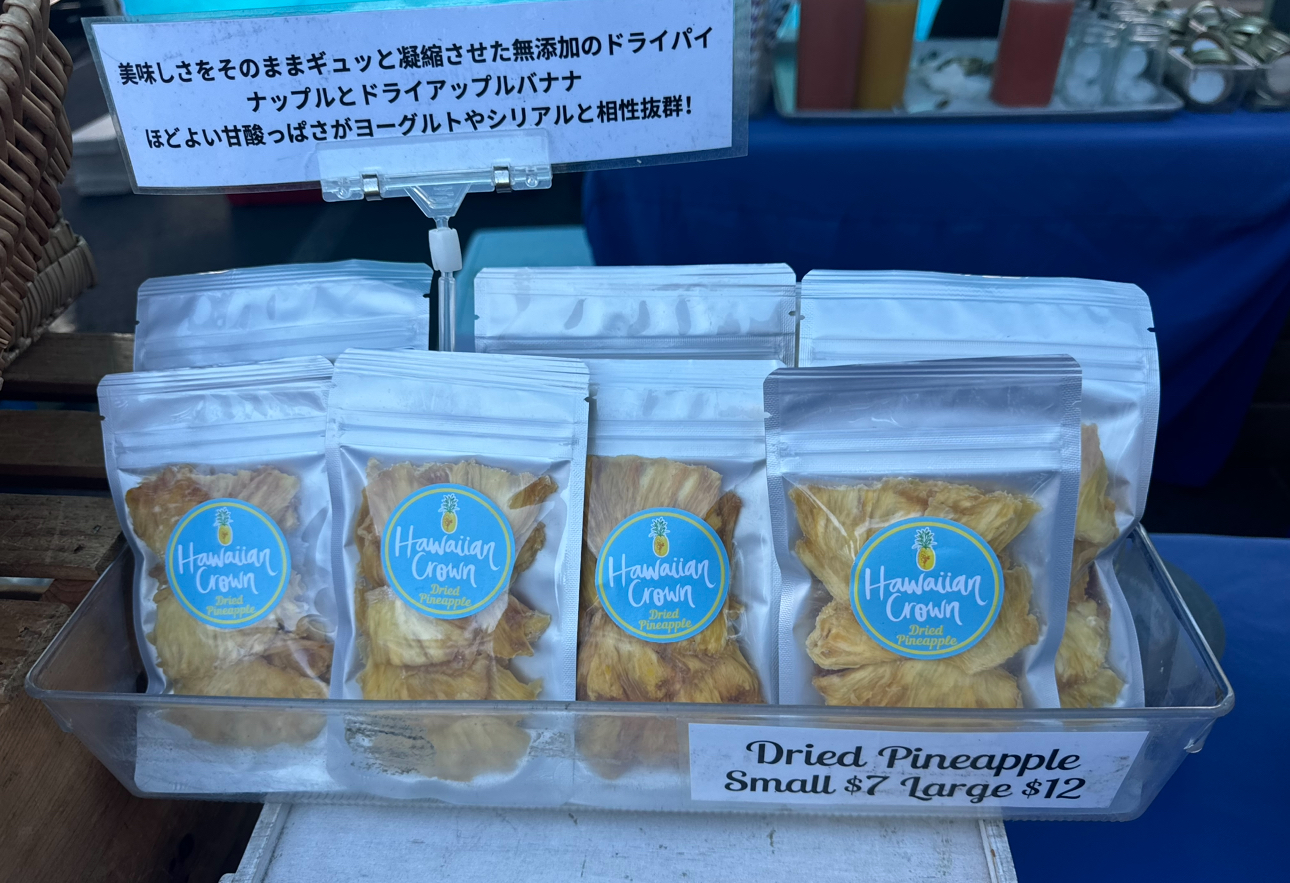 美味しさをそのままギュッと凝縮させた無添加のドライパイ
ナップルとドライアップルバナナ
ほどよい甘酸っぱさがヨーグルトやシリアルと相性抜群!
Hawaiian
Crown
Dried
Pineapple
Hawaiian
Crown
Dried
Pineapple
Hawaiian
Crown
Dried
Pineapple
Hawaiian
Crown
Dried
Pineapple
Dried Pineapple
Small $7 Large $12